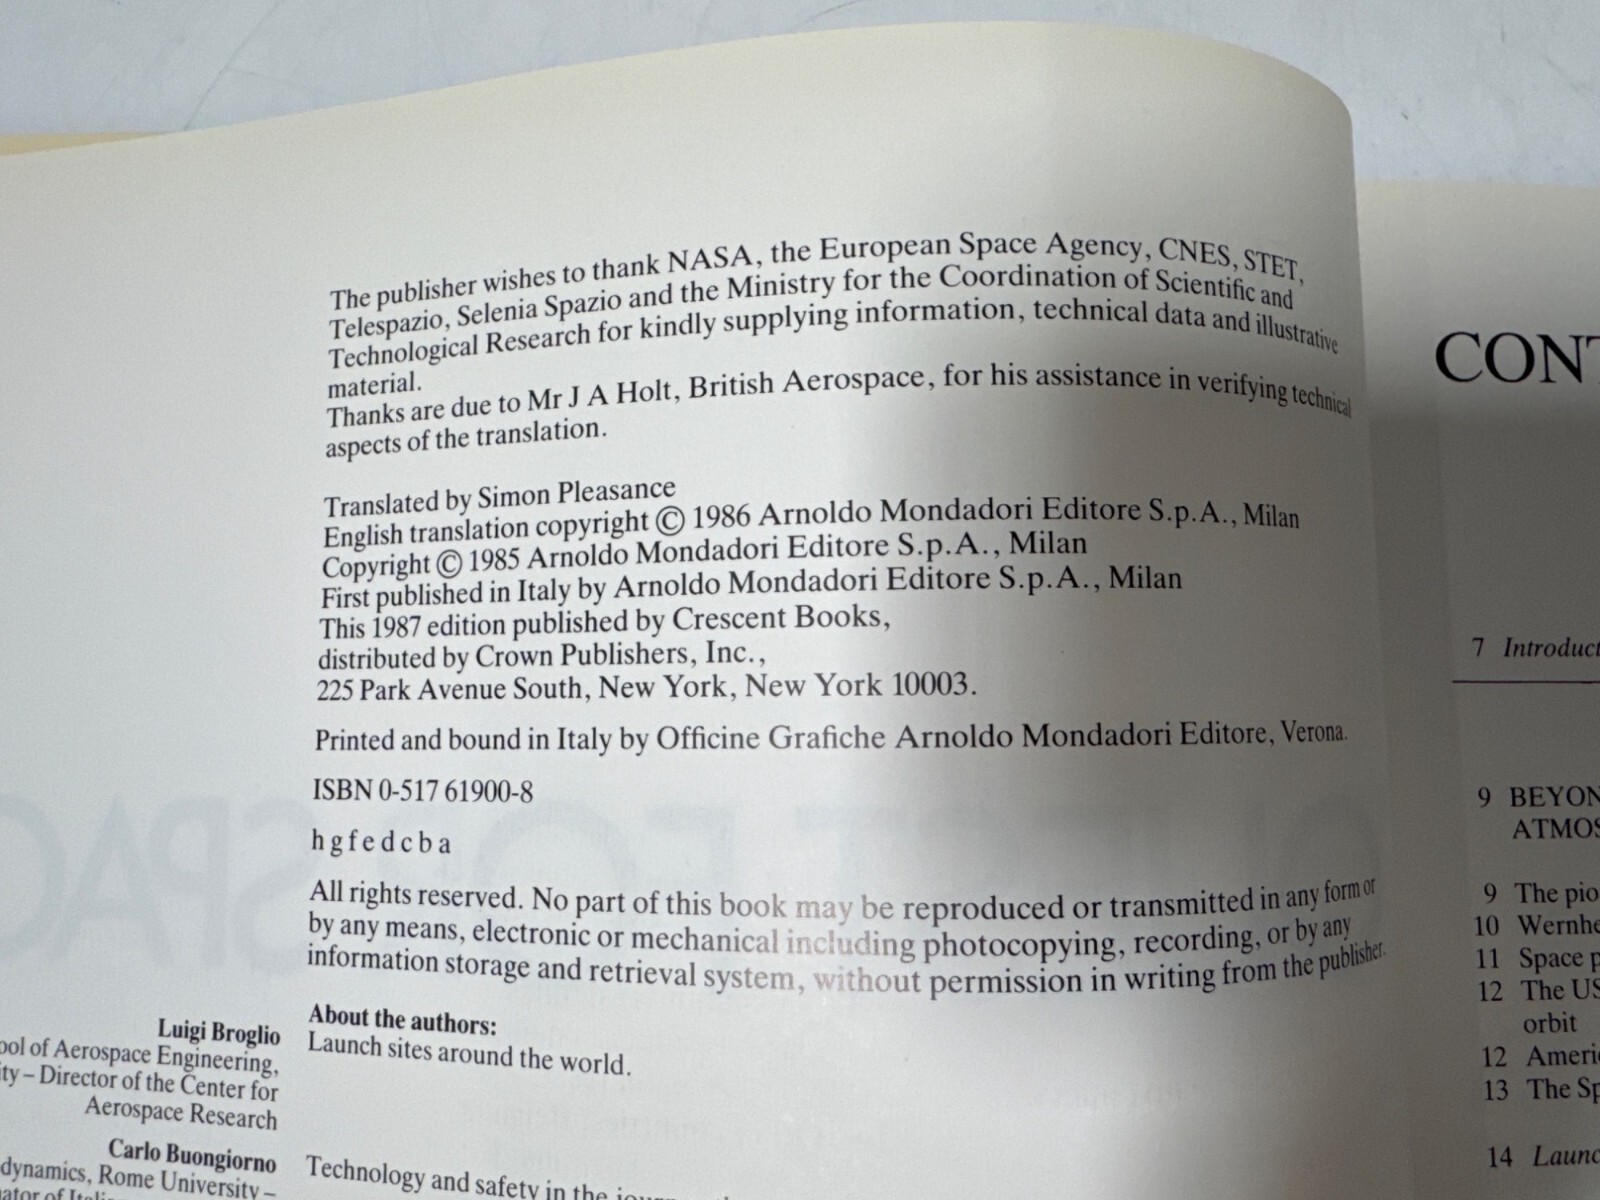 The publisher wishes to thank NASA, the European Space Agency, CNES, STET,
Telespazio, Selenia Spazio and the Ministry for the Coordination of Scientific and
Technological Research for kindly supplying information, technical data and illustrative
material.
Thanks are due to Mr J A Holt, British Aerospace, for his assistance in verifying technical
aspects of the translation.
Translated by Simon Pleasance
English translation copyright © 1986 Arnoldo Mondadori Editore S.p.A., Milan
Copyright © 1985 Arnoldo Mondadori Editore S.p.A., Milan
First published in Italy by Arnoldo Mondadori Editore S.p.A., Milan
This 1987 edition published by Crescent Books,
distributed by Crown Publishers, Inc.,
225 Park Avenue South, New York, New York 10003.
Printed and bound in Italy by Officine Grafiche Arnoldo Mondadori Editore, Verona.
ISBN 0-517 61900-8
h g f e d c b a
All rights reserved. No part of this book may be reproduced or transmitted in any form or
by any means, electronic or mechanical including photocopying, recording, or by any
information storage and retrieval system, without permission in writing from the publisher.
About the authors:
Launch sites around the world.
Luigi Broglio
ool of Aerospace Engineering,
ity – Director of the Center for
Aerospace Research
Carlo Buongiorno
dynamics, Rome University –
Technology and safety in the
CONT
7 Introduct
9 BEYON
ATMOS
9 The pio
10 Wernhe
11 Space p
12 The US
orbit
12 Ameri
13 The Sp
14 Launc